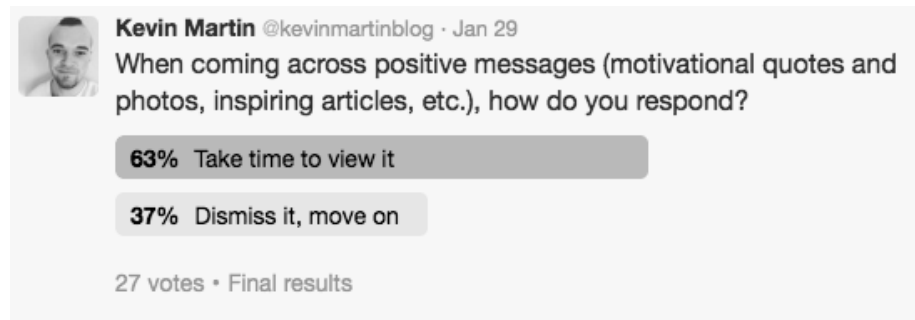 Kevin Martin @kevinmartinblog · Jan 29
When coming across positive messages (motivational quotes and
photos, inspiring articles, etc.), how do you respond?
63% Take time to view it
37% Dismiss it, move on
27 votes • Final results